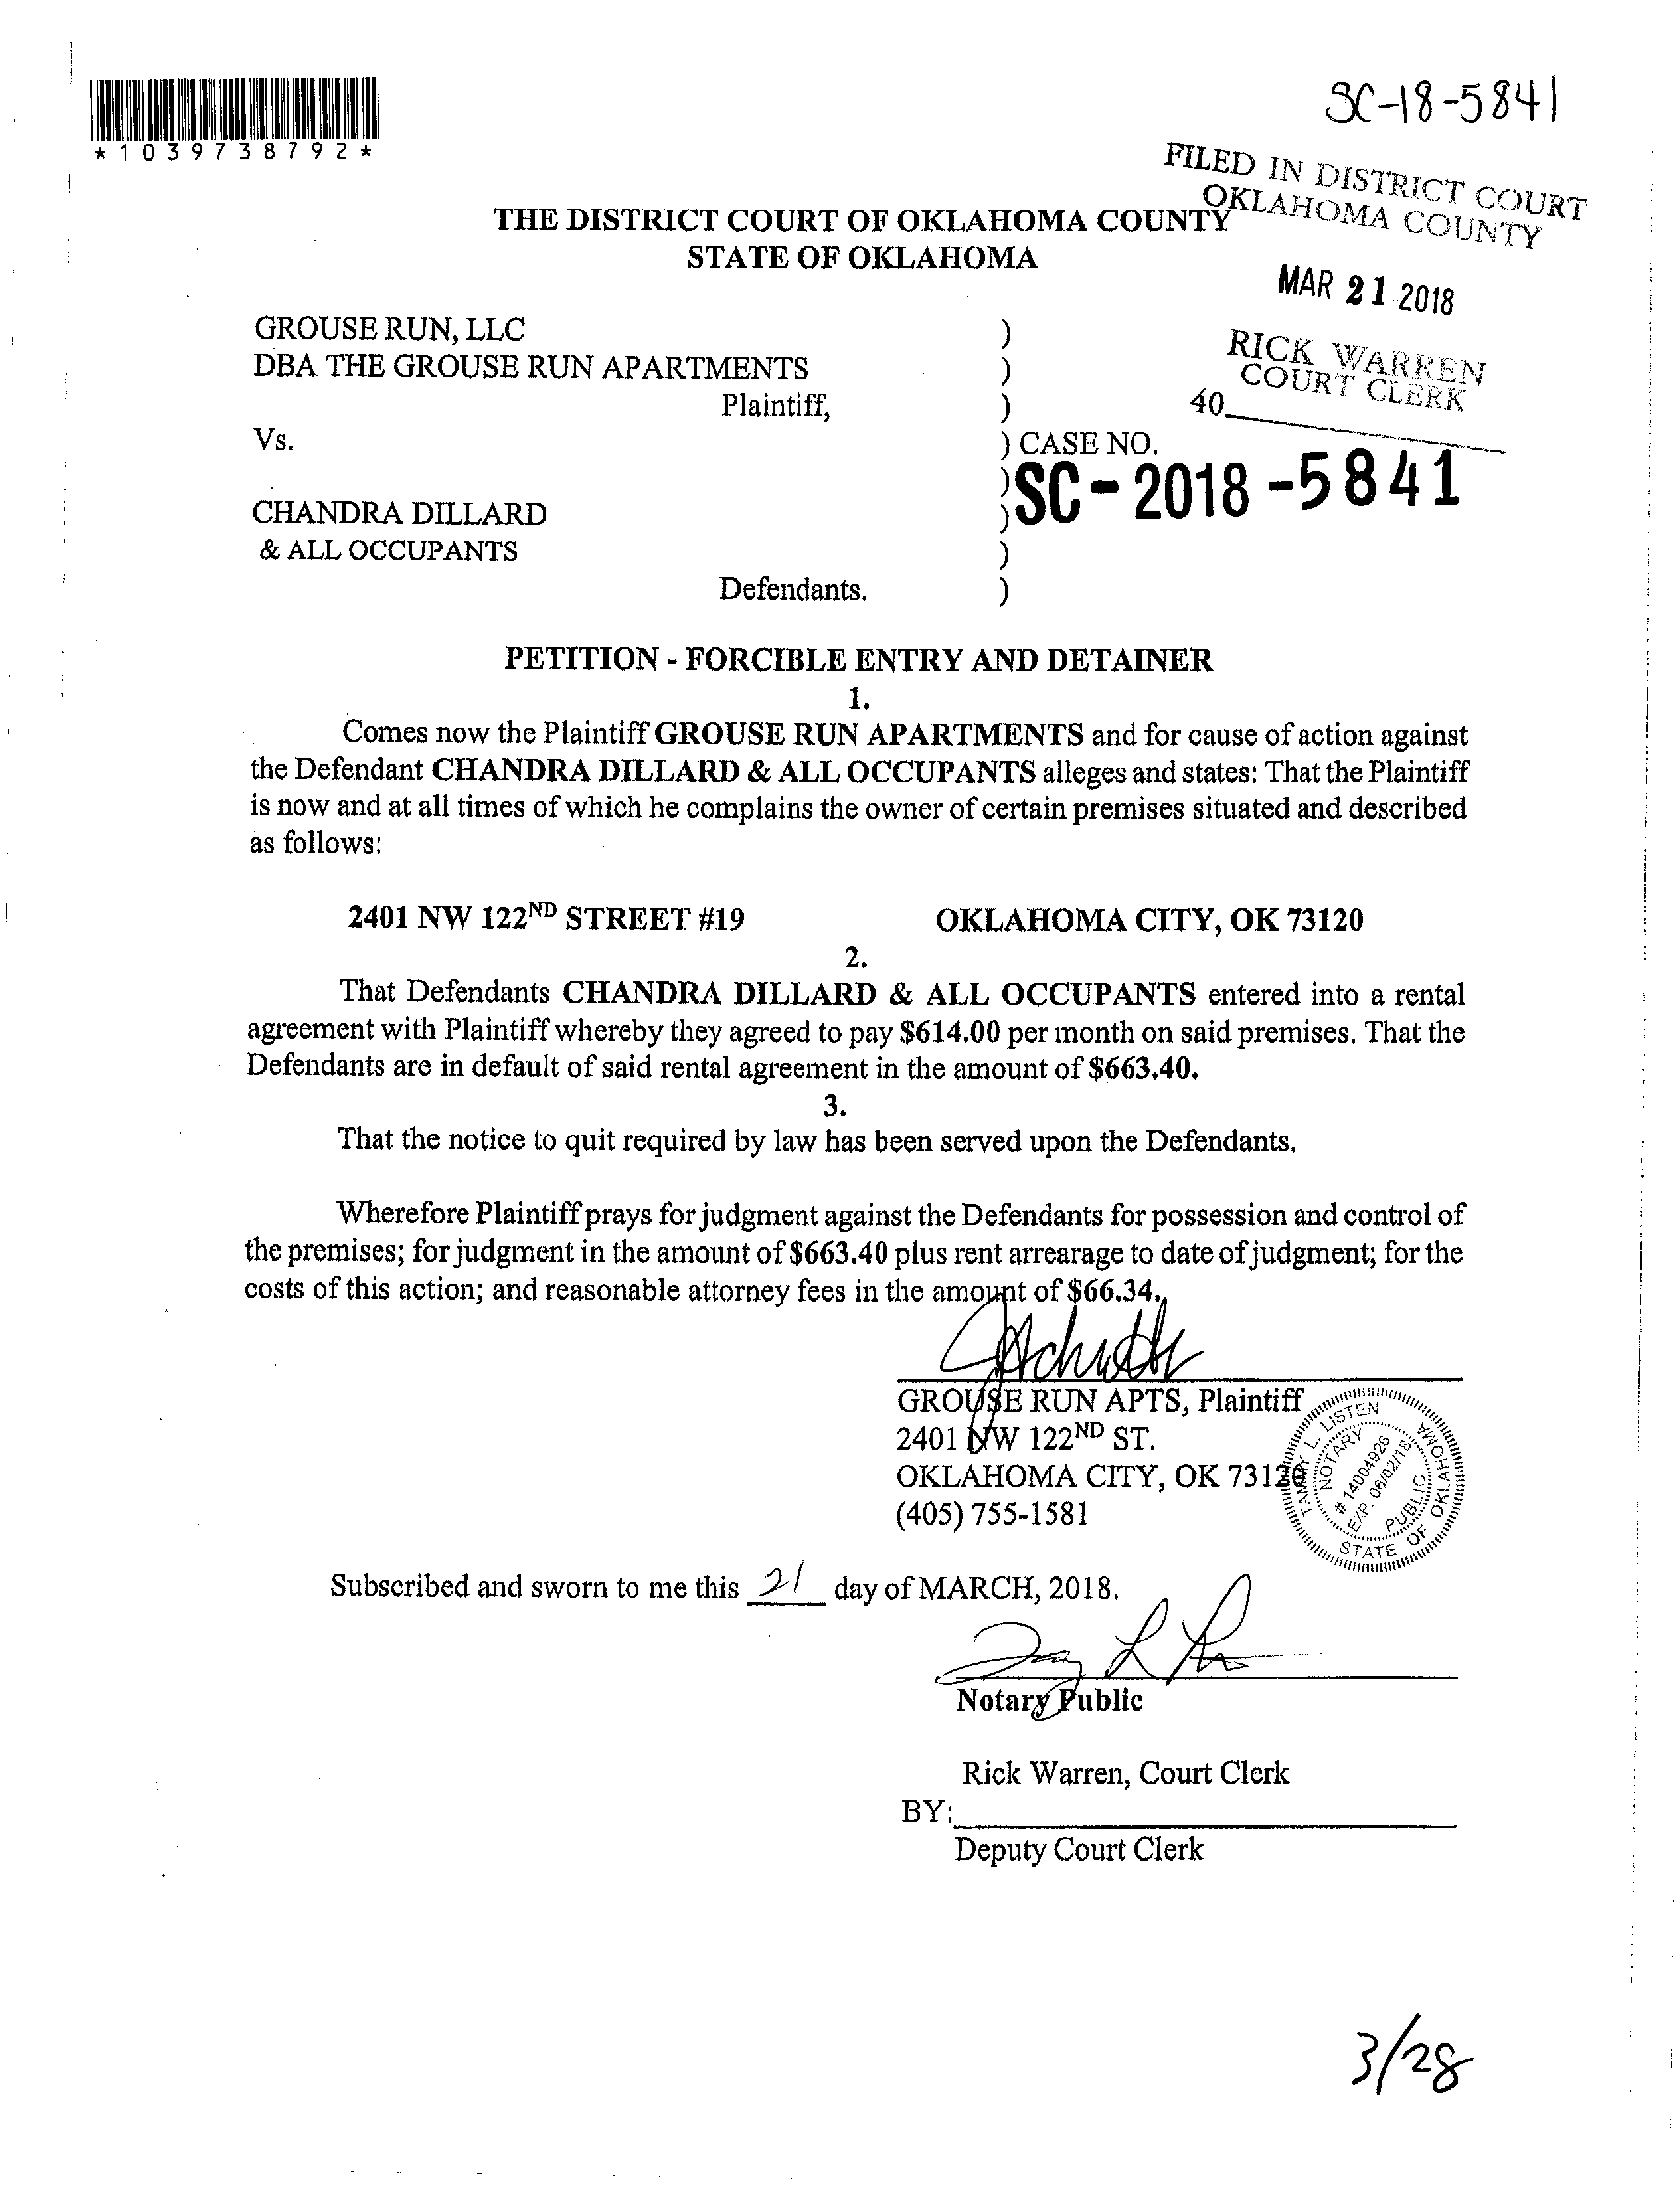 SC-18-5841
*1039738792*
FILED IN DISTRICT COURT
OKLAHOMA COUNTY
THE DISTRICT COURT OF OKLAHOMA COUNTY
STATE OF OKLAHOMA
MAR 21 2018
RICK WARREN
COURT CLERK
40
GROUSE RUN, LLC )
DBA THE GROUSE RUN APARTMENTS )
Plaintiff, )
Vs. ) CASE NO.
) SC-2018-5841
CHANDRA DILLARD )
& ALL OCCUPANTS )
Defendants. )
PETITION - FORCIBLE ENTRY AND DETAINER
1.
Comes now the Plaintiff GROUSE RUN APARTMENTS and for cause of action against
the Defendant CHANDRA DILLARD & ALL OCCUPANTS alleges and states: That the Plaintiff
is now and at all times of which he complains the owner of certain premises situated and described
as follows:
2401 NW 122ND STREET #19 OKLAHOMA CITY, OK 73120
2.
That Defendants CHANDRA DILLARD & ALL OCCUPANTS entered into a rental
agreement with Plaintiff whereby they agreed to pay $614.00 per month on said premises. That the
Defendants are in default of said rental agreement in the amount of $663.40.
3.
That the notice to quit required by law has been served upon the Defendants.
Wherefore Plaintiff prays for judgment against the Defendants for possession and control of
the premises; for judgment in the amount of $663.40 plus rent arrearage to date of judgment; for the
costs of this action; and reasonable attorney fees in the amount of $66.34.
GROUSE RUN APTS, Plaintiff
2401 NW 122ND ST.
OKLAHOMA CITY, OK 73120
(405) 755-1581
TAMMY L. LISTEN
NOTARY
# 14004926
EXP. 06/02/18
PUBLIC
STATE OF OKLAHOMA
Subscribed and sworn to me this 21 day of MARCH, 2018.
Notary Public
Rick Warren, Court Clerk
BY:
Deputy Court Clerk
3/28